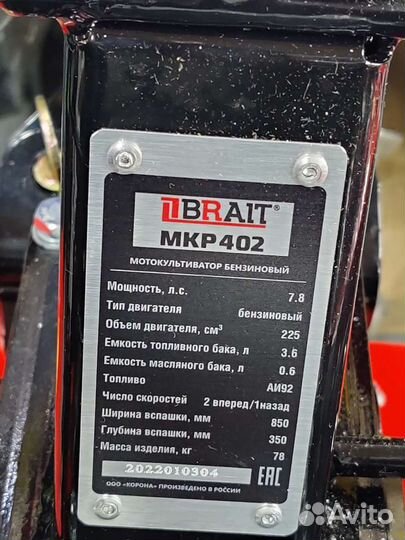 BRAIT®
МКР402
МОТОКУЛЬТИВАТОР БЕНЗИНОВЫЙ
Мощность, л.с. 7.8
Тип двигателя бензиновый
Объем двигателя, см³ 225
Емкость топливного бака, л 3.6
Емкость масляного бака, л 0.6
Топливо АИ92
Число скоростей 2 вперед/1назад
Ширина вспашки, мм 850
Глубина вспашки, мм 350
Масса изделия, кг 78
2022010304 EAC
ООО «КОРОНА» ПРОИЗВЕДЕНО В РОССИИ
Avito